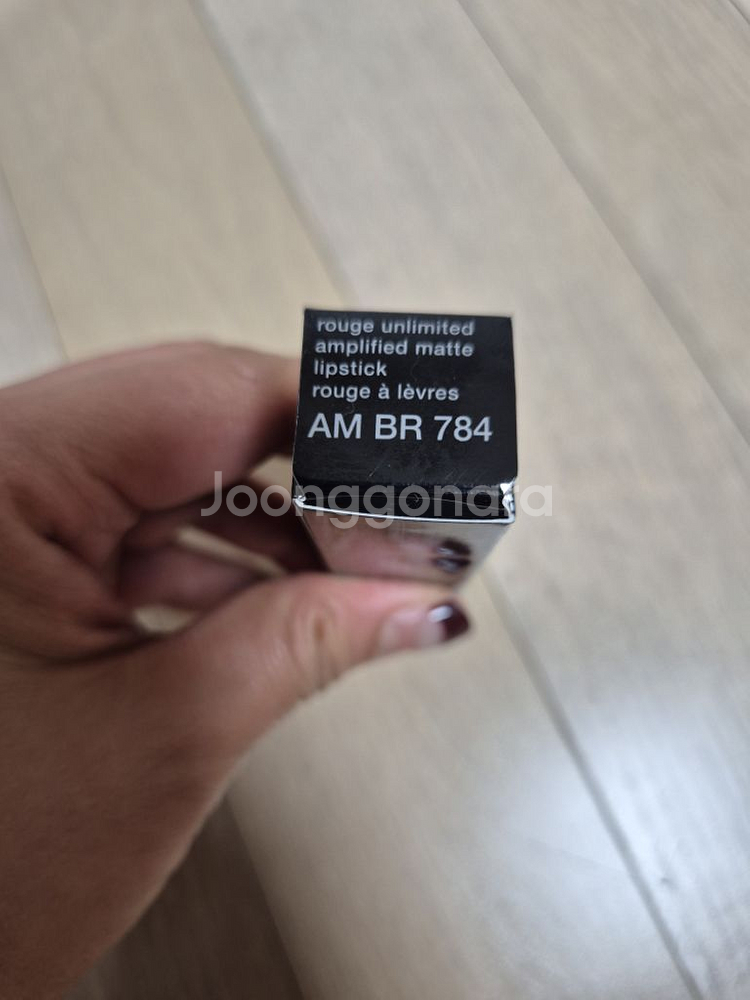 rouge unlimited
amplified matte
lipstick
rouge à lèvres
AM BR 784
Joonggonara